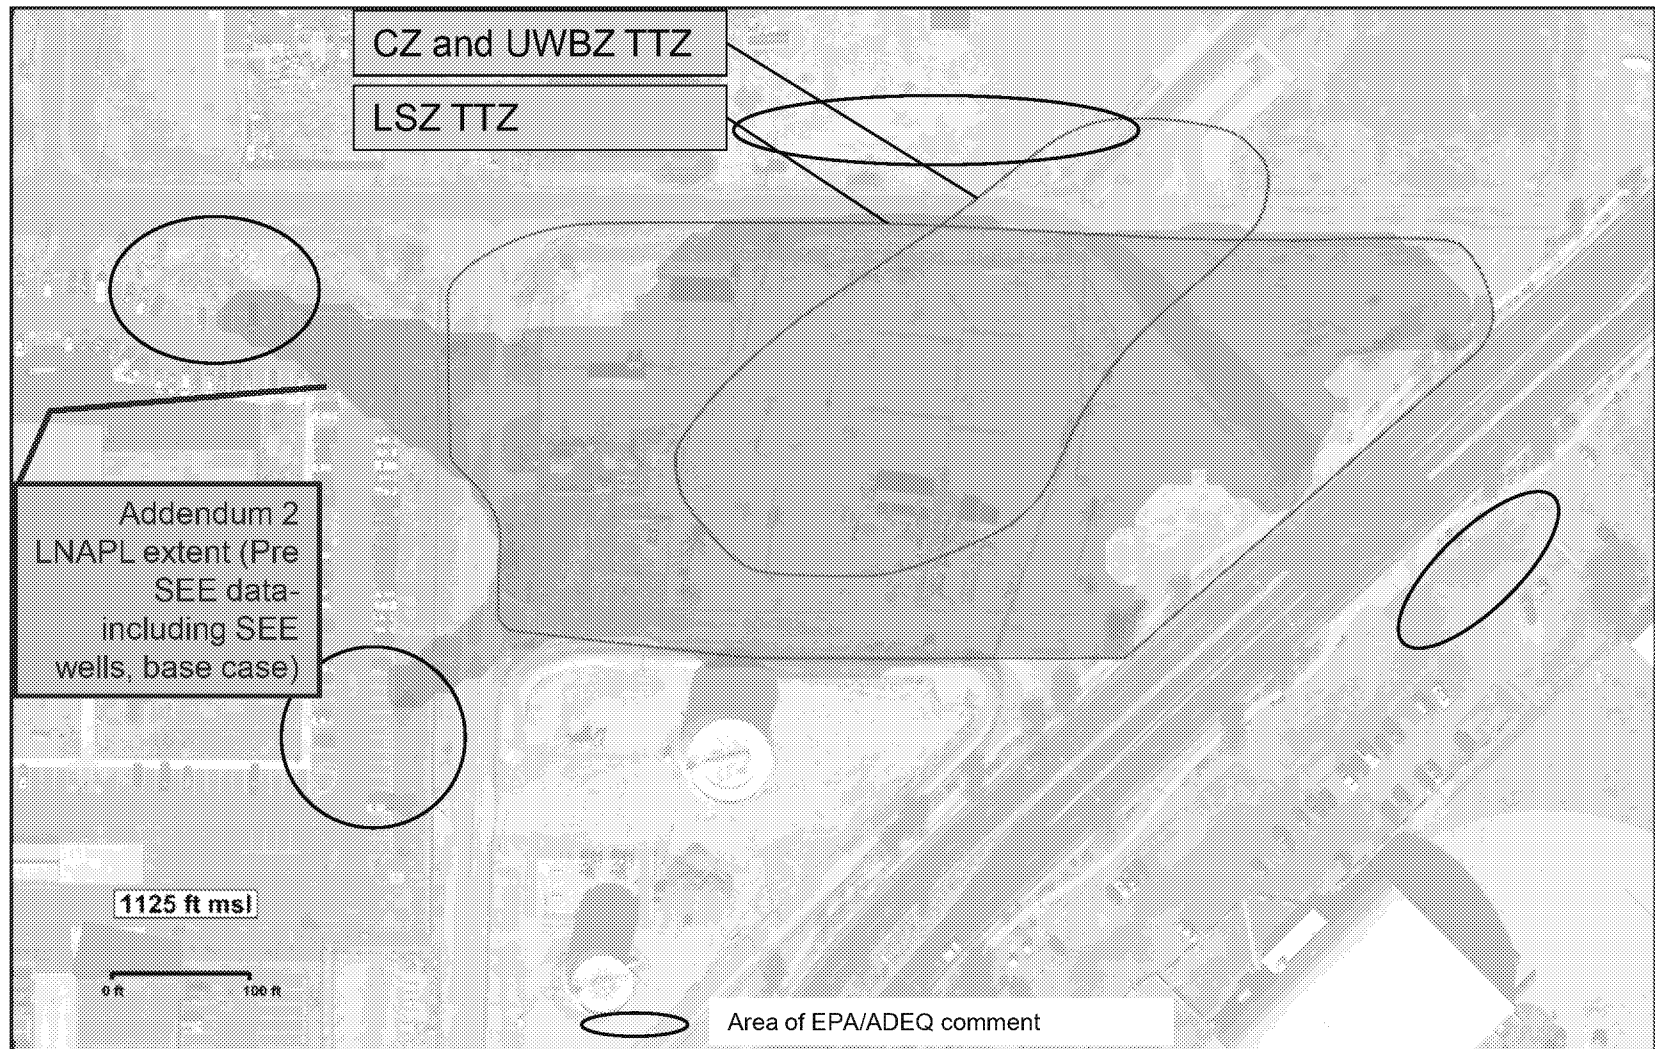 CZ and UWBZ TTZ
LSZ TTZ
Addendum 2
LNAPL extent (Pre
SEE data-
including SEE
wells, base case)
1125 ft msl
0 ft
100 ft
Area of EPA/ADEQ comment